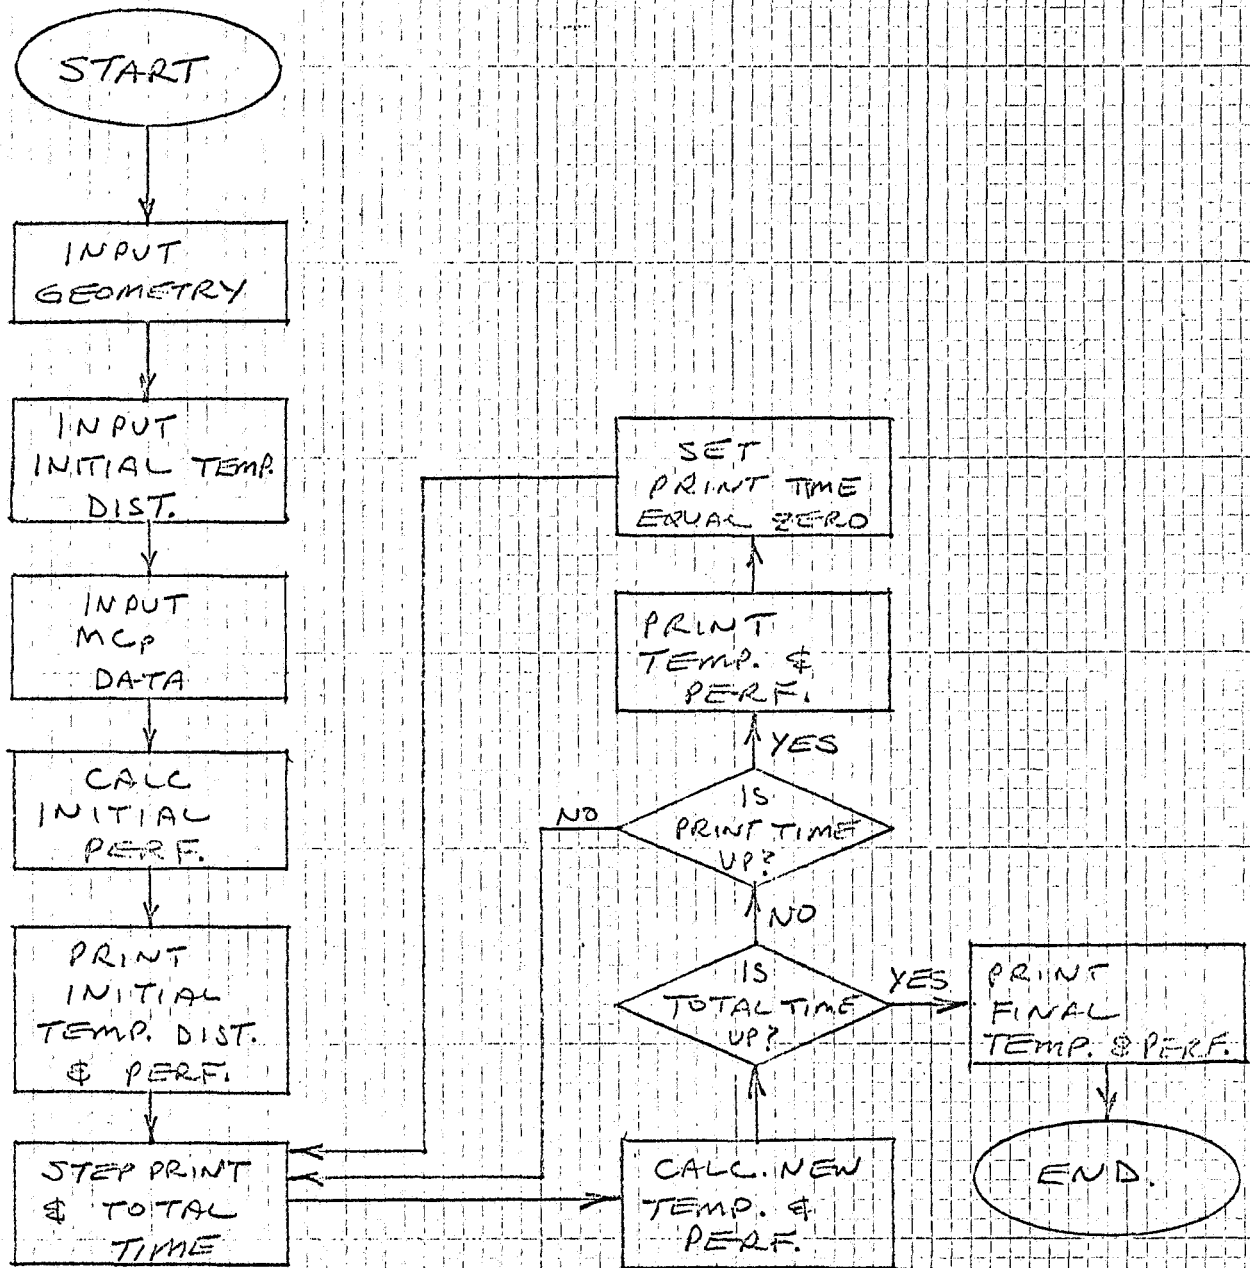 START
INPUT
GEOMETRY
INPUT
INITIAL TEMP.
DIST.
INPUT
MCp
DATA
CALC
INITIAL
PERF.
PRINT
INITIAL
TEMP. DIST.
& PERF.
STEP PRINT
& TOTAL
TIME
SET
PRINT TIME
EQUAL ZERO
PRINT
TEMP. &
PERF.
YES
NO
IS
PRINT TIME
UP?
NO
IS
TOTAL TIME
UP?
YES
CALC. NEW
TEMP. &
PERF.
PRINT
FINAL
TEMP. & PERF.
END.